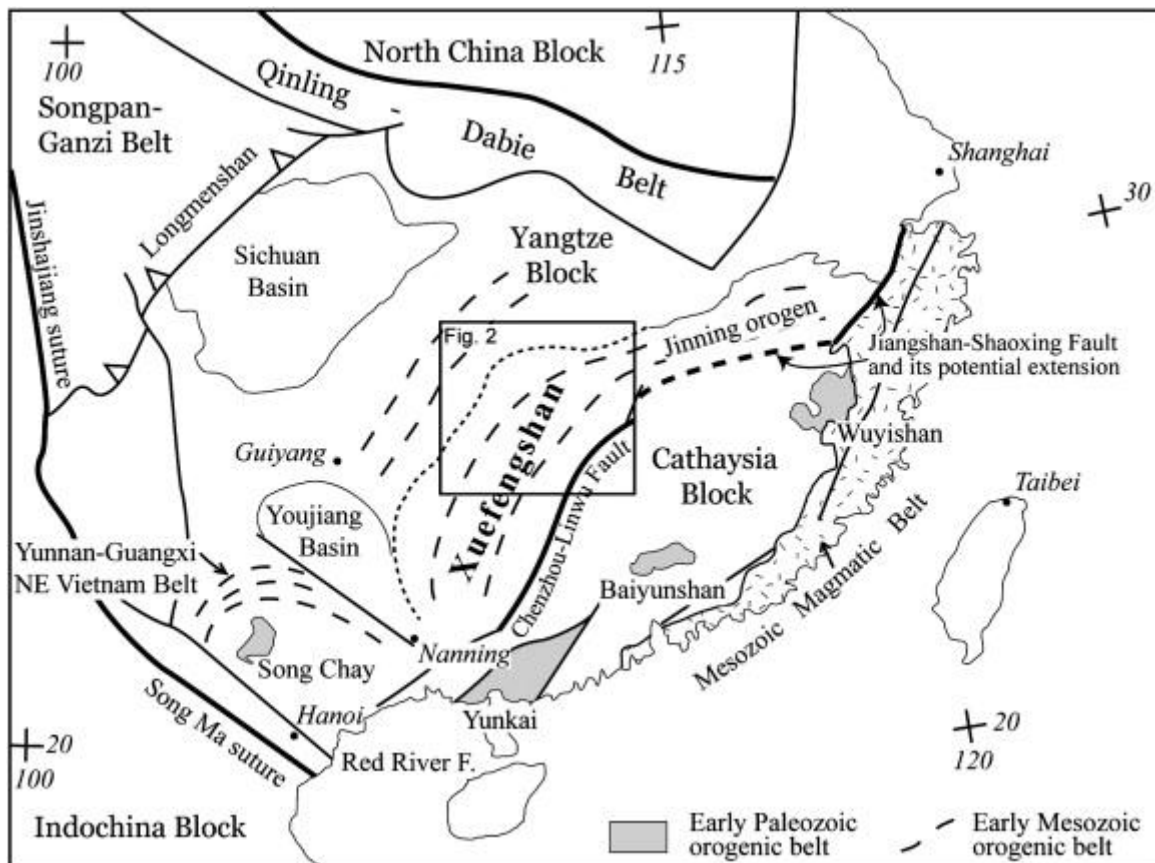 North China Block
100
115
Songpan-
Ganzi Belt
Qinling
Dabie
Belt
Shanghai
30
Longmenshan
Jinshajiang suture
Sichuan
Basin
Yangtze
Block
Fig. 2
Jinning orogen
Jiangshan-Shaoxing Fault
and its potential extension
Xuefengshan
Wuyishan
Guiyang
Cathaysia
Block
Taibei
Youjiang
Basin
Chenzhou-Linwu Fault
Yunnan-Guangxi
NE Vietnam Belt
Baiyunshan
Mesozoic Magmatic Belt
Nanning
Song Chay
Hanoi
Yunkai
Song Ma suture
Red River F.
20
100
20
120
Indochina Block
Early Paleozoic
orogenic belt
Early Mesozoic
orogenic belt